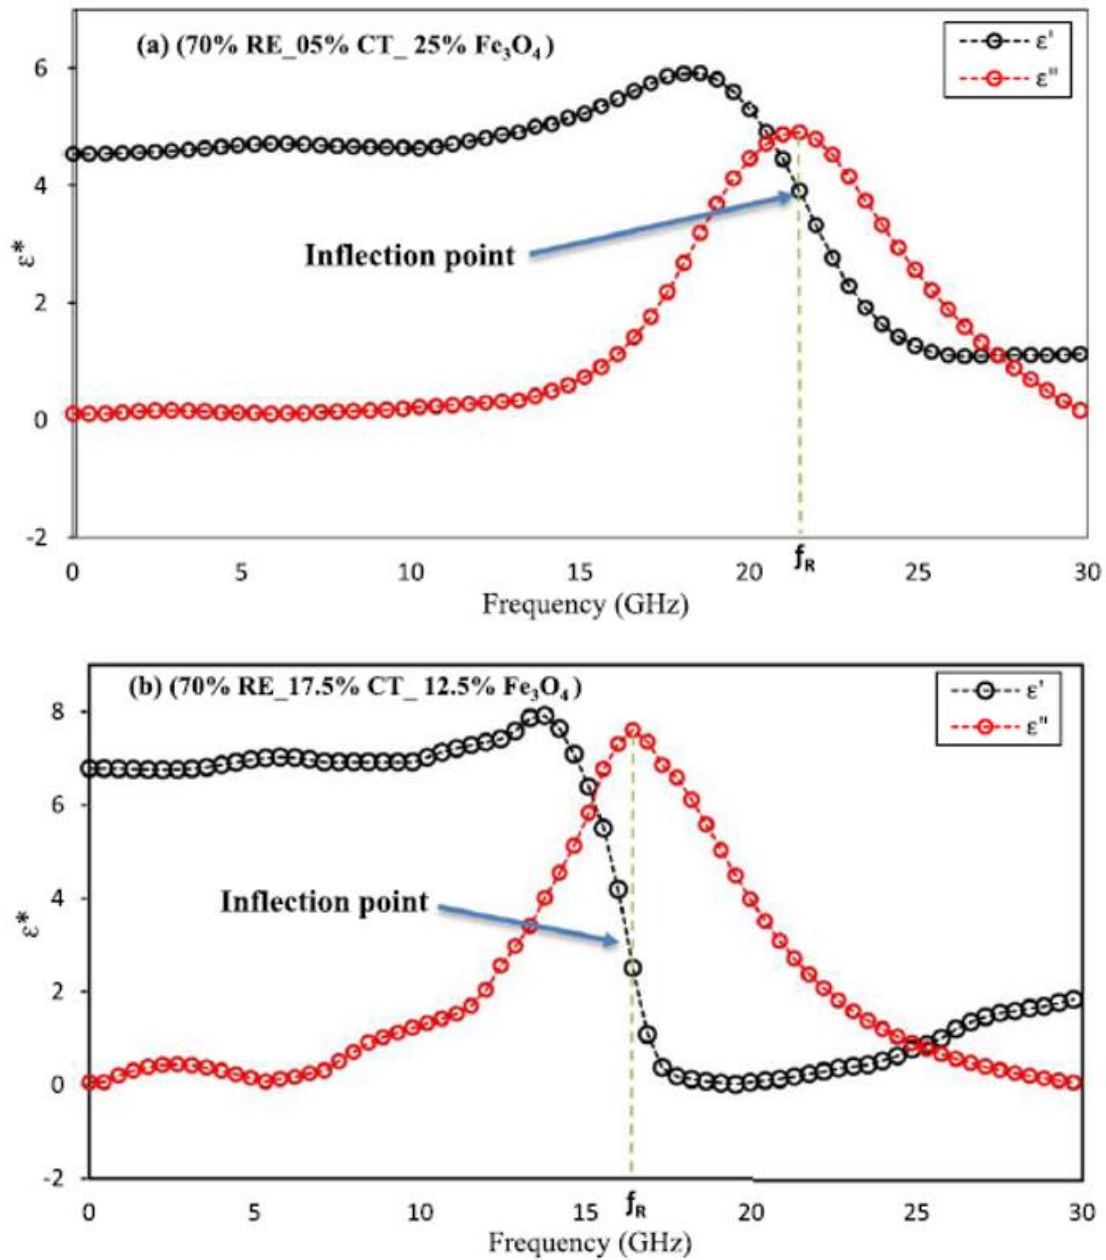 (a) (70% RE_05% CT_ 25% Fe₃O₄)
ε'
ε"
6
4
2
0
-2
ε*
Inflection point
0 5 10 15 20 fR 25 30
Frequency (GHz)
(b) (70% RE_17.5% CT_ 12.5% Fe₃O₄)
ε'
ε"
8
6
4
2
0
-2
ε*
Inflection point
0 5 10 15 fR 20 25 30
Frequency (GHz)